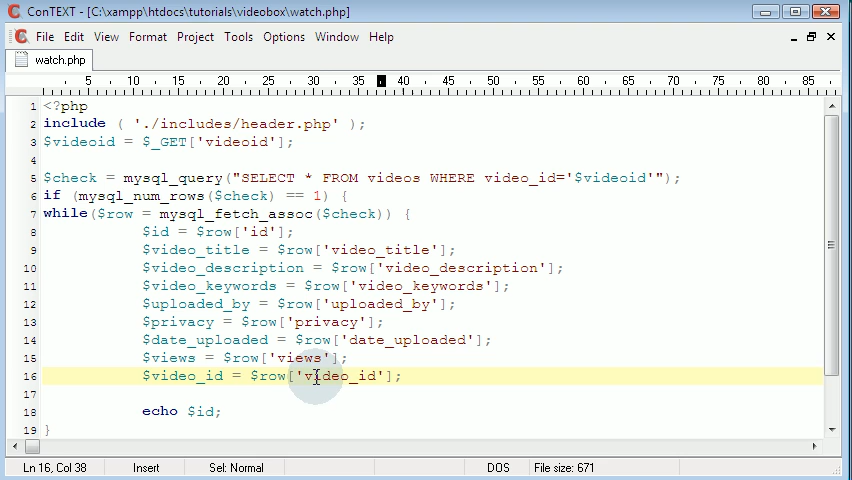 ConTEXT - [C:\xampp\htdocs\tutorials\videobox\watch.php]
File Edit View Format Project Tools Options Window Help
watch.php
5 10 15 20 25 30 35 40 45 50 55 60 65 70 75 80 85
1 <?php
2 include ( './includes/header.php' );
3 $videoid = $_GET['videoid'];
4
5 $check = mysql_query("SELECT * FROM videos WHERE video_id='$videoid'");
6 if (mysql_num_rows($check) == 1) {
7 while($row = mysql_fetch_assoc($check)) {
8 $id = $row['id'];
9 $video_title = $row['video_title'];
10 $video_description = $row['video_description'];
11 $video_keywords = $row['video_keywords'];
12 $uploaded_by = $row['uploaded_by'];
13 $privacy = $row['privacy'];
14 $date_uploaded = $row['date_uploaded'];
15 $views = $row['views'];
16 $video_id = $row['video_id'];
17
18 echo $id;
19 }
Ln 16, Col 38 Insert Sel: Normal DOS File size: 671